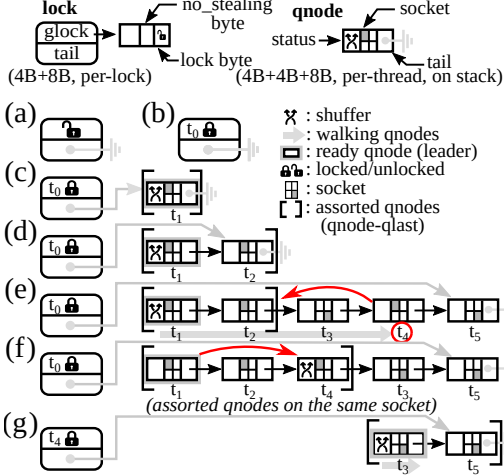 lock
no_stealing
byte
qnode
socket
glock
tail
lock byte
status
tail
(4B+8B, per-lock)
(4B+4B+8B, per-thread, on stack)
(a)
(b)
t0
: shuffer
: walking qnodes
: ready qnode (leader)
: locked/unlocked
: socket
: assorted qnodes
(qnode-qlast)
(c)
t0
t1
(d)
t0
t1
t2
(e)
t0
t1
t2
t3
t4
t5
(f)
t0
t1
t2
t4
t3
t5
(assorted qnodes on the same socket)
(g)
t4
t3
t5